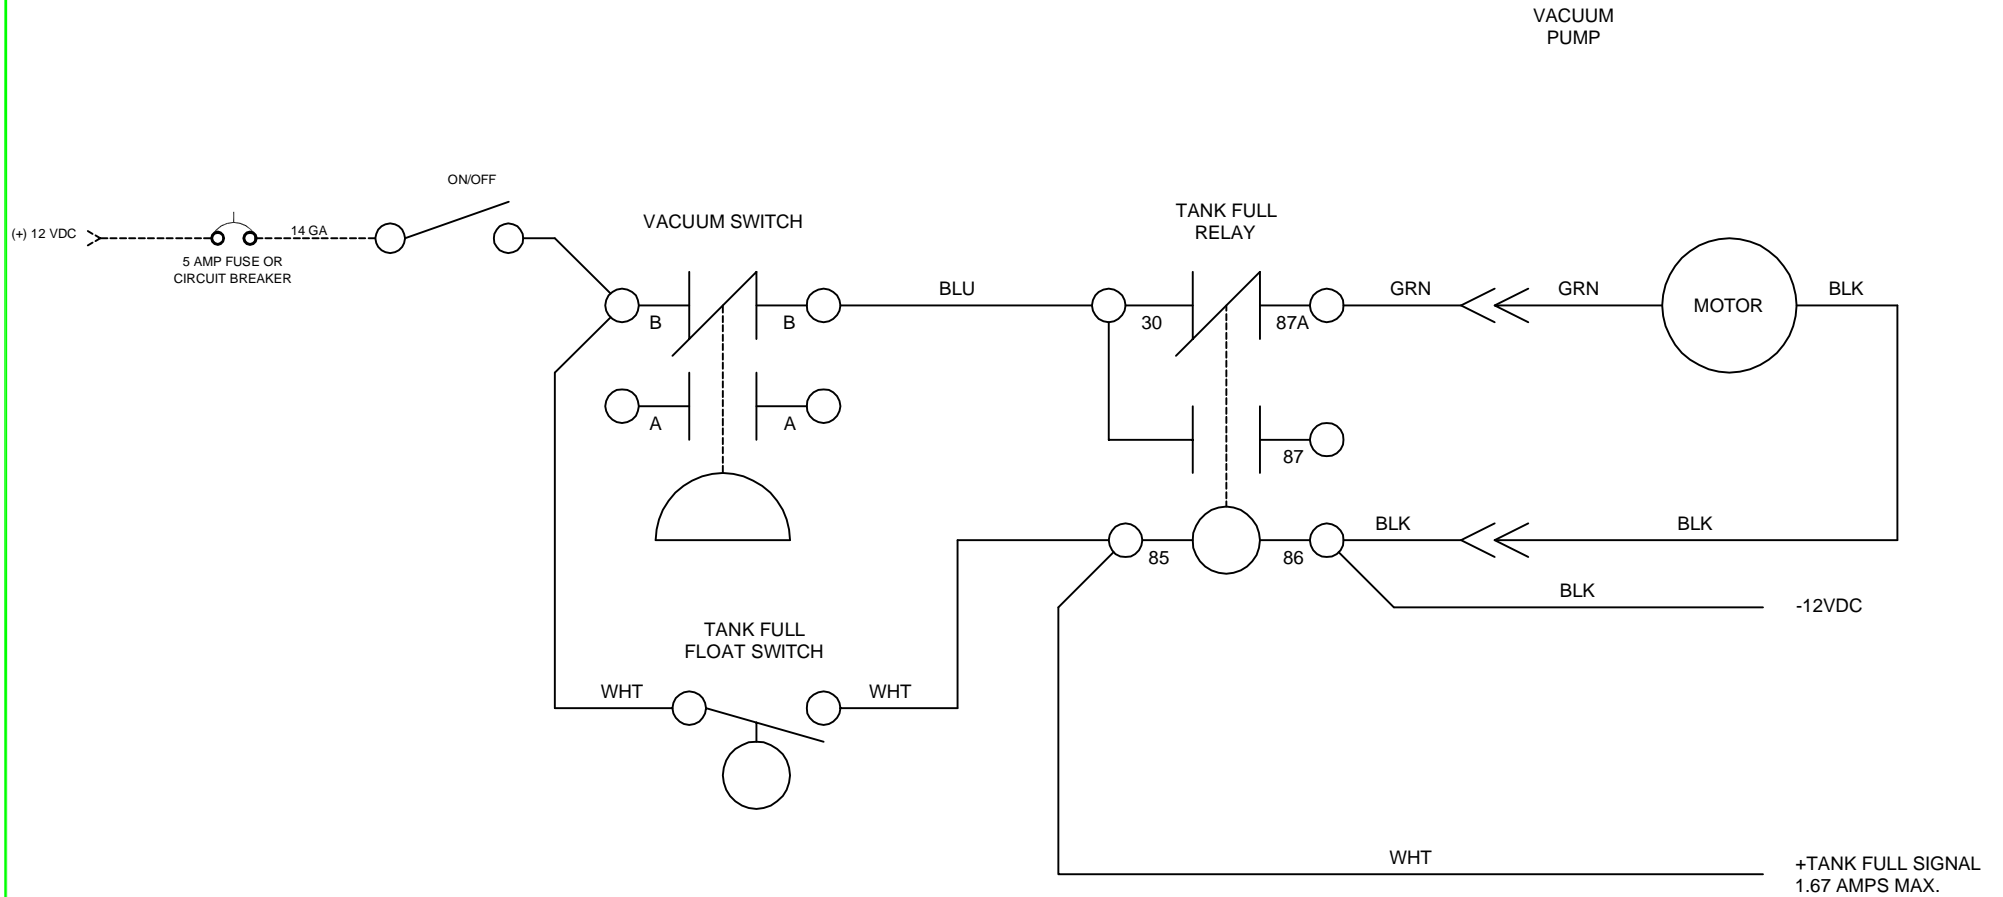 VACUUM
PUMP
ON/OFF
(+) 12 VDC
14 GA
5 AMP FUSE OR
CIRCUIT BREAKER
VACUUM SWITCH
TANK FULL
RELAY
BLU
GRN
GRN
BLK
MOTOR
B
B
30
87A
A
A
87
BLK
BLK
85
86
BLK
-12VDC
TANK FULL
FLOAT SWITCH
WHT
WHT
WHT
+TANK FULL SIGNAL
1.67 AMPS MAX.